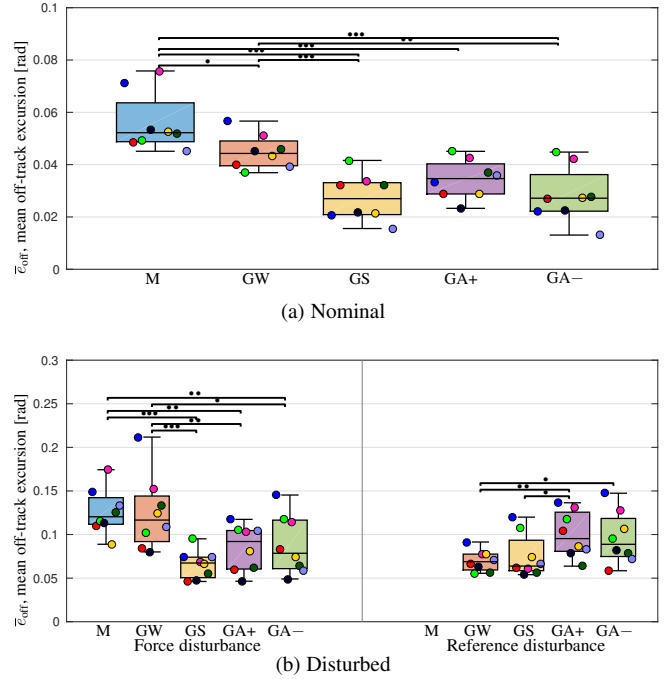 0.1
0.08
0.06
0.04
0.02
0
ē_off, mean off-track excursion [rad]
M GW GS GA+ GA−
(a) Nominal
0.3
0.25
0.2
0.15
0.1
0.05
0
ē_off, mean off-track excursion [rad]
M GW GS GA+ GA− M GW GS GA+ GA−
Force disturbance Reference disturbance
(b) Disturbed